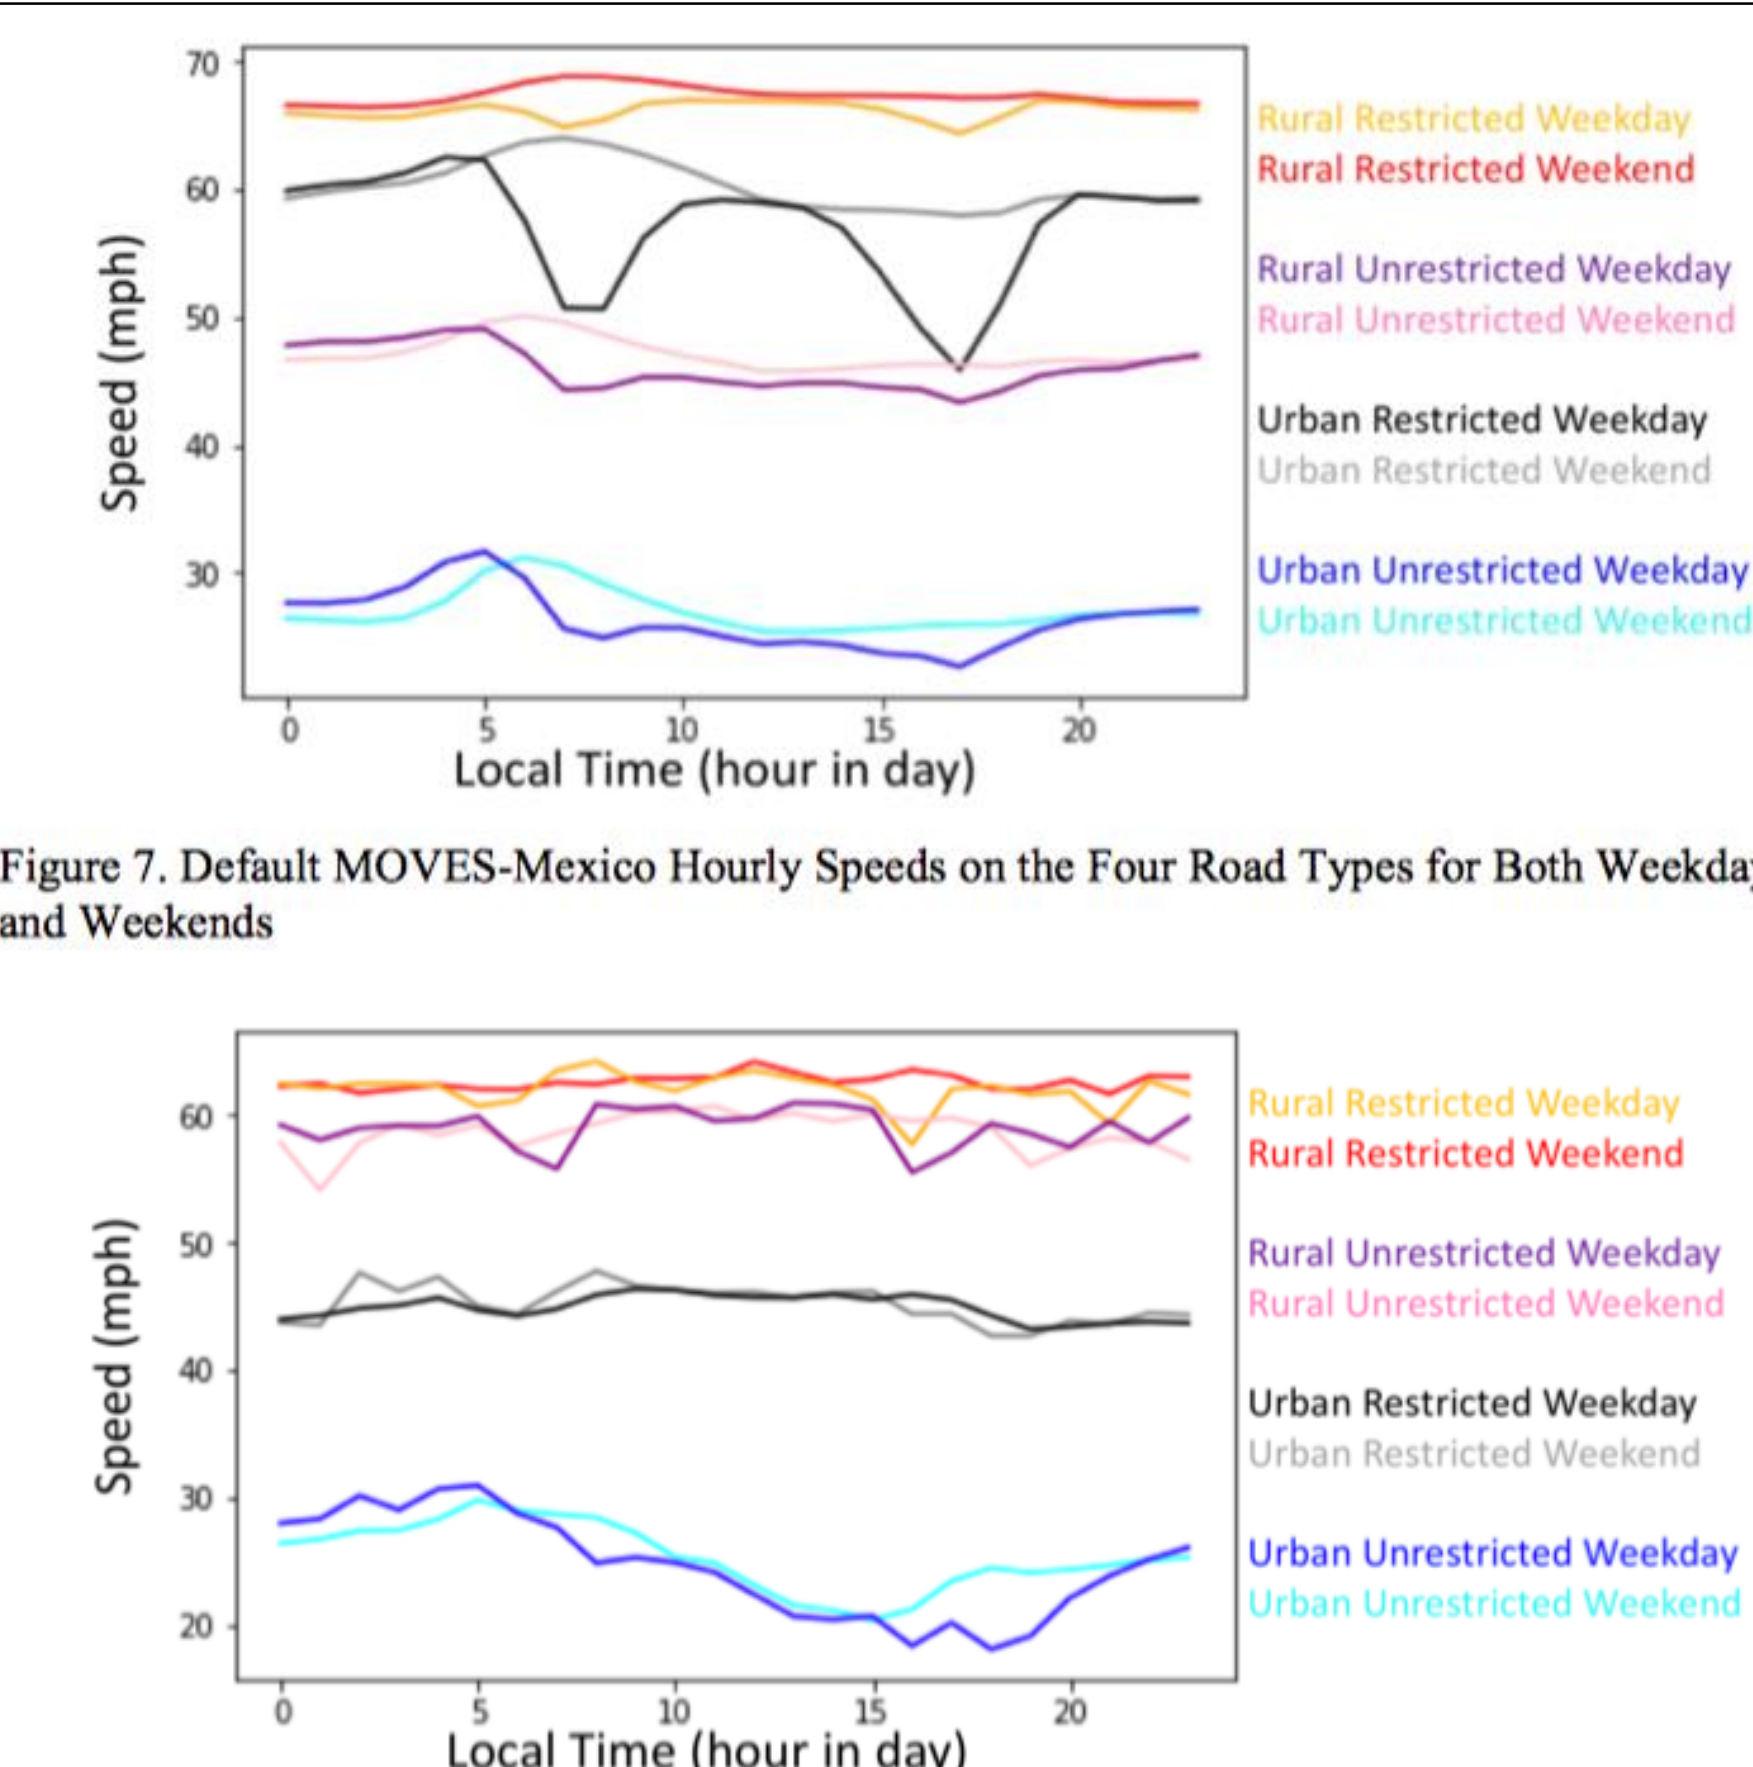 70
60
50
40
30
Speed (mph)
0 5 10 15 20
Local Time (hour in day)
Rural Restricted Weekday
Rural Restricted Weekend
Rural Unrestricted Weekday
Rural Unrestricted Weekend
Urban Restricted Weekday
Urban Restricted Weekend
Urban Unrestricted Weekday
Urban Unrestricted Weekend
Figure 7. Default MOVES-Mexico Hourly Speeds on the Four Road Types for Both Weekday
and Weekends
60
50
40
30
20
Speed (mph)
0 5 10 15 20
Local Time (hour in day)
Rural Restricted Weekday
Rural Restricted Weekend
Rural Unrestricted Weekday
Rural Unrestricted Weekend
Urban Restricted Weekday
Urban Restricted Weekend
Urban Unrestricted Weekday
Urban Unrestricted Weekend